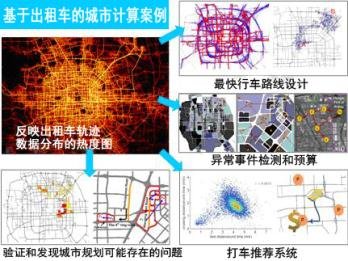 基于出租车的城市计算案例
反映出租车轨迹
数据分布的热度图
最快行车路线设计
异常事件检测和预算
验证和发现城市规划可能存在的问题
打车推荐系统